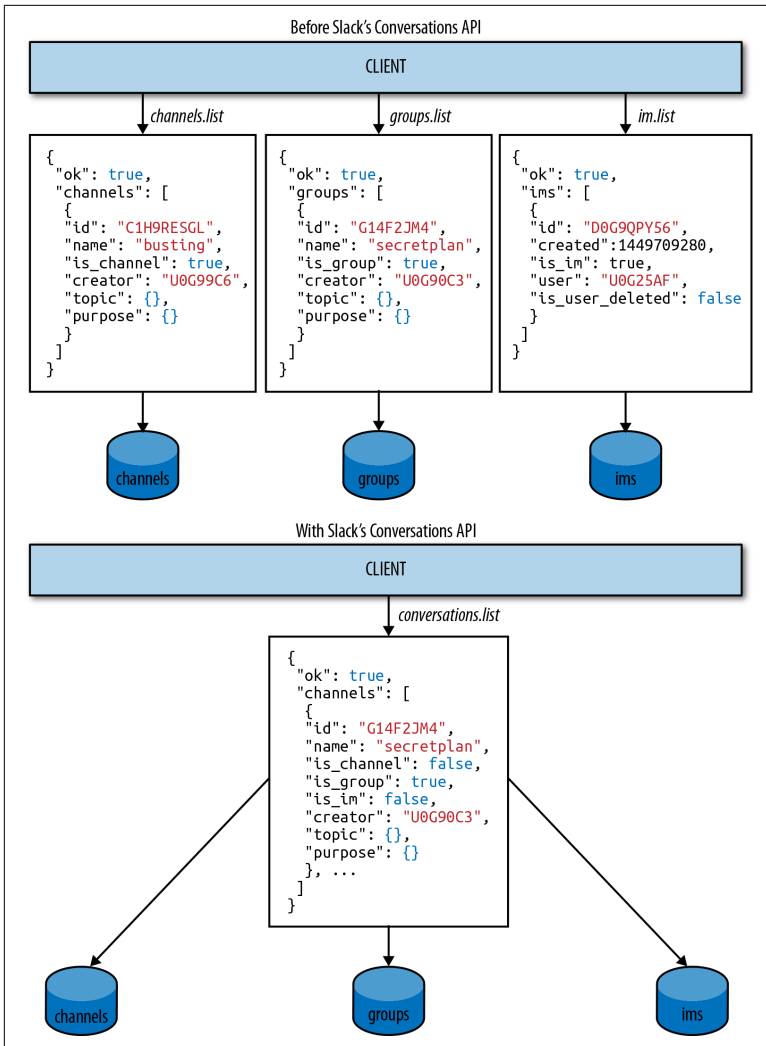 Before Slack's Conversations API
CLIENT
channels.list
{
"ok": true,
"channels": [
{
"id": "C1H9RESGL",
"name": "busting",
"is_channel": true,
"creator": "U0G99C6",
"topic": {},
"purpose": {}
}
]
}
channels
groups.list
{
"ok": true,
"groups": [
{
"id": "G14F2JM4",
"name": "secretplan",
"is_group": true,
"creator": "U0G90C3",
"topic": {},
"purpose": {}
}
]
}
groups
im.list
{
"ok": true,
"ims": [
{
"id": "D0G9QPY56",
"created":1449709280,
"is_im": true,
"user": "U0G25AF",
"is_user_deleted": false
}
]
}
ims
With Slack's Conversations API
CLIENT
conversations.list
{
"ok": true,
"channels": [
{
"id": "G14F2JM4",
"name": "secretplan",
"is_channel": false,
"is_group": true,
"is_im": false,
"creator": "U0G90C3",
"topic": {},
"purpose": {}
}, ...
]
}
channels
groups
ims